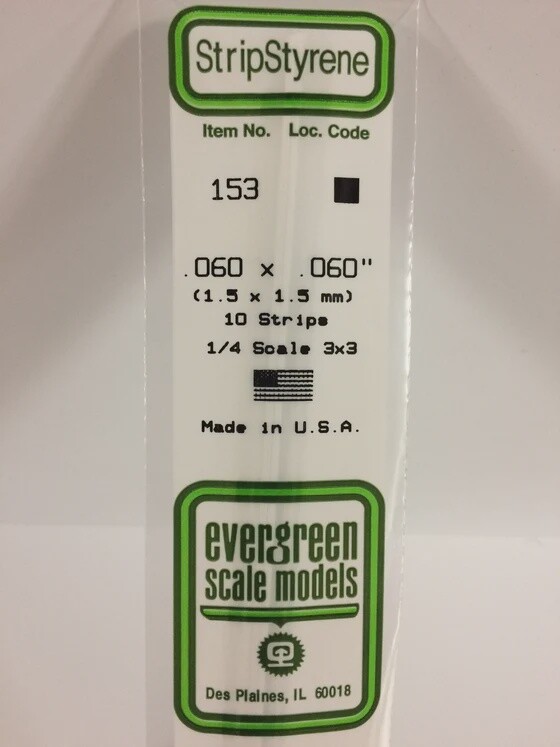 StripStyrene
Item No. Loc. Code
153
.060 x .060"
(1.5 x 1.5 mm)
10 Strips
1/4 Scale 3x3
Made in U.S.A.
evergreen
scale models
Des Plaines, IL 60018